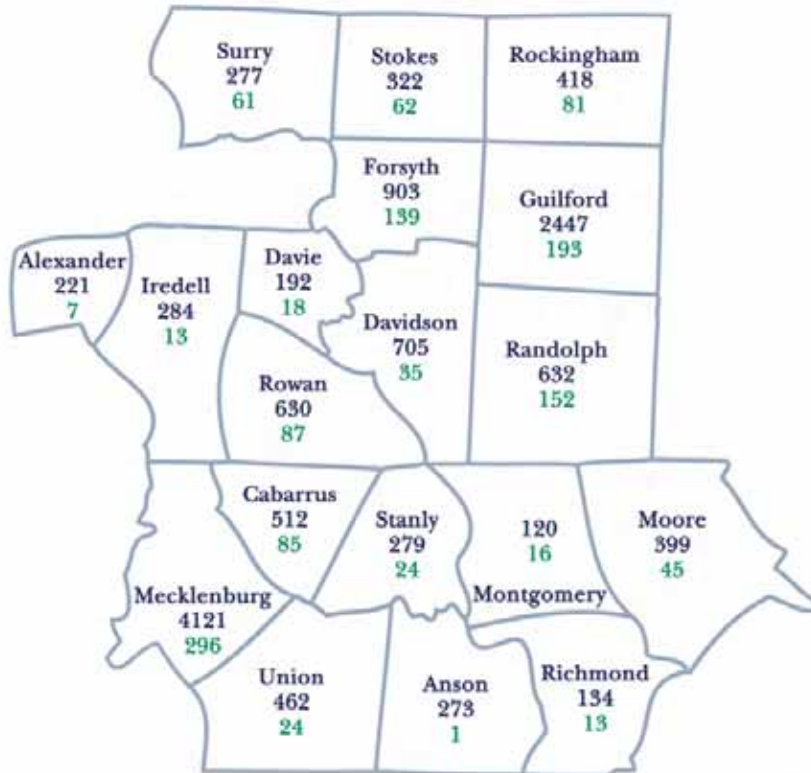 Surry
277
61
Stokes
322
62
Rockingham
418
81
Forsyth
903
139
Guilford
2447
193
Alexander
221
7
Iredell
284
13
Davie
192
18
Davidson
705
35
Randolph
632
152
Rowan
630
87
Cabarrus
512
85
Stanly
279
24
120
16
Montgomery
Moore
399
45
Mecklenburg
4121
296
Union
462
24
Anson
273
1
Richmond
134
13